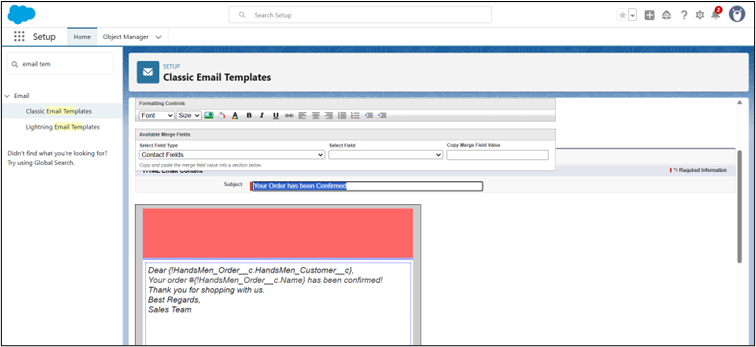 salesforce
Search Setup
2
Setup
Home
Object Manager
email tem
Email
Classic Email Templates
Lightning Email Templates
Didn't find what you're looking for?
Try using Global Search.
SETUP
Classic Email Templates
Formatting Controls
Font
Size
A B I U
Available Merge Fields
Select Field Type
Select Field
Copy Merge Field Value
Contact Fields
Copy and paste the merge field value into a section below.
HTML Email Content
= Required Information
Subject
Your Order has been Confirmed
Dear {!HandsMen_Order__c.HandsMen_Customer__c},
Your order #{!HandsMen_Order__c.Name} has been confirmed!
Thank you for shopping with us.
Best Regards,
Sales Team